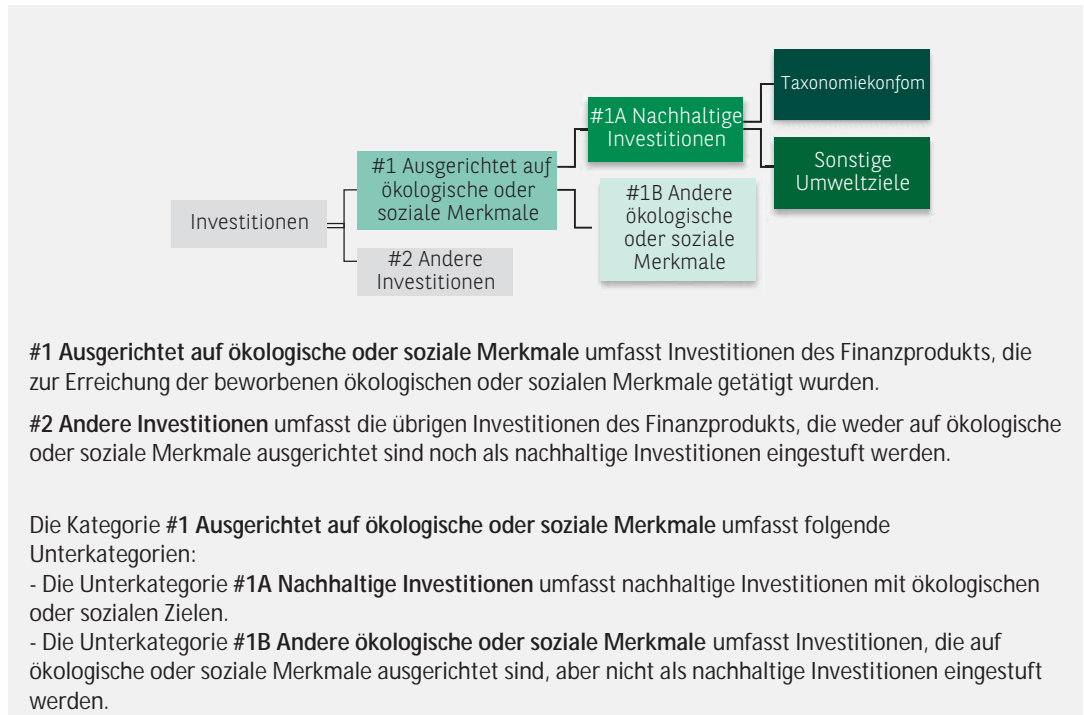 Taxonomiekonfom
#1A Nachhaltige
Investitionen
Sonstige
Umweltziele
#1 Ausgerichtet auf
ökologische oder
soziale Merkmale
#1B Andere
ökologische
oder soziale
Merkmale
Investitionen
#2 Andere
Investitionen
#1 Ausgerichtet auf ökologische oder soziale Merkmale umfasst Investitionen des Finanzprodukts, die
zur Erreichung der beworbenen ökologischen oder sozialen Merkmale getätigt wurden.
#2 Andere Investitionen umfasst die übrigen Investitionen des Finanzprodukts, die weder auf ökologische
oder soziale Merkmale ausgerichtet sind noch als nachhaltige Investitionen eingestuft werden.
Die Kategorie #1 Ausgerichtet auf ökologische oder soziale Merkmale umfasst folgende
Unterkategorien:
- Die Unterkategorie #1A Nachhaltige Investitionen umfasst nachhaltige Investitionen mit ökologischen
oder sozialen Zielen.
- Die Unterkategorie #1B Andere ökologische oder soziale Merkmale umfasst Investitionen, die auf
ökologische oder soziale Merkmale ausgerichtet sind, aber nicht als nachhaltige Investitionen eingestuft
werden.